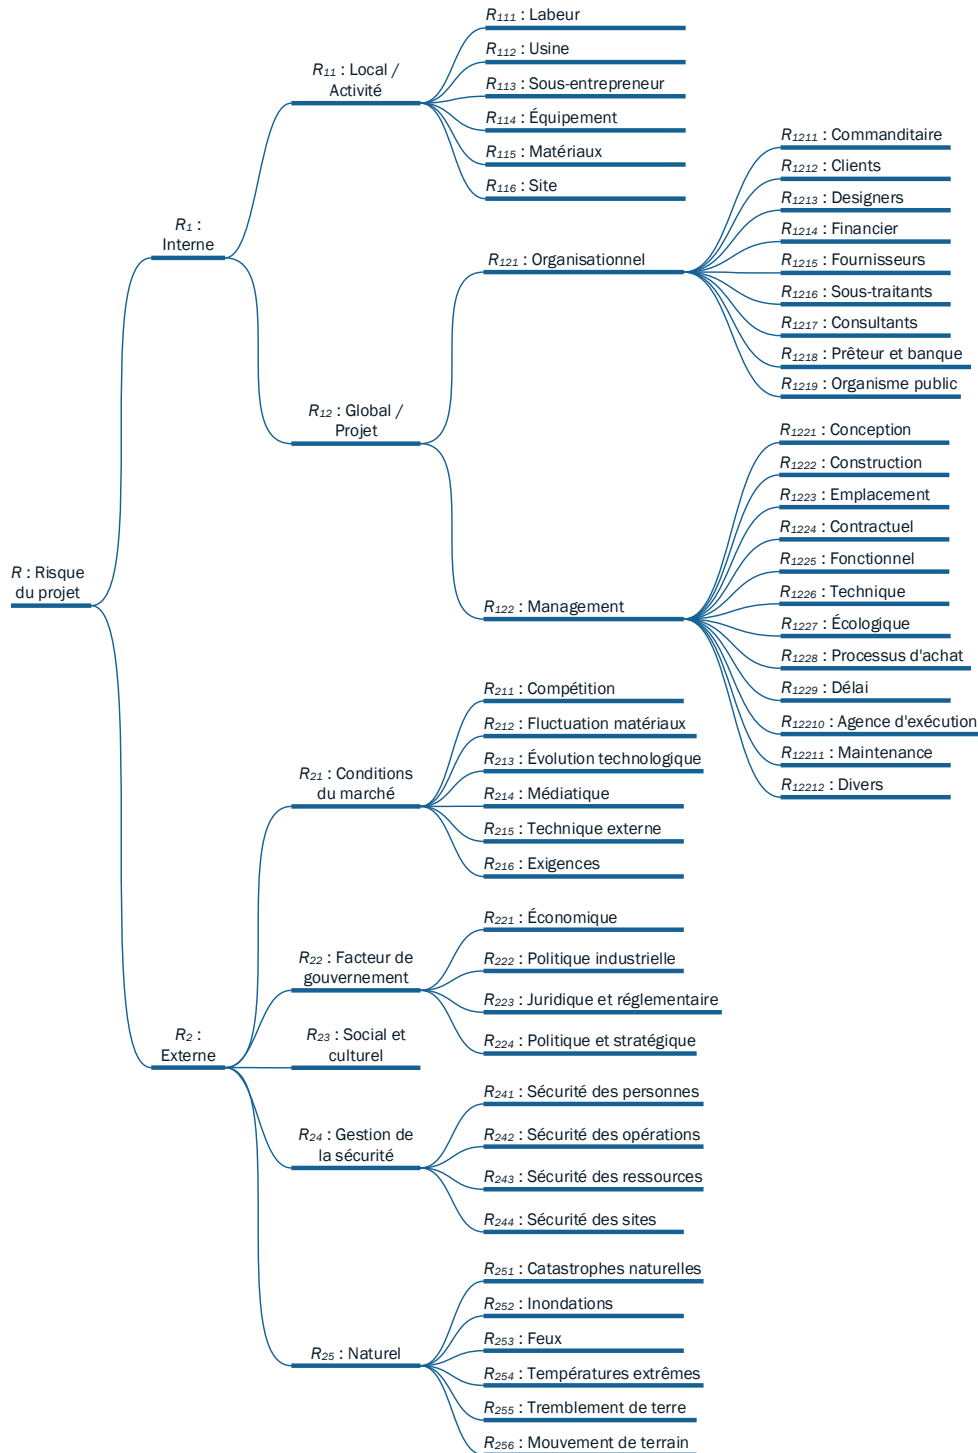 R : Risque
du projet
R1 :
Interne
R11 : Local /
Activité
R111 : Labeur
R112 : Usine
R113 : Sous-entrepreneur
R114 : Équipement
R115 : Matériaux
R116 : Site
R12 : Global /
Projet
R121 : Organisationnel
R1211 : Commanditaire
R1212 : Clients
R1213 : Designers
R1214 : Financier
R1215 : Fournisseurs
R1216 : Sous-traitants
R1217 : Consultants
R1218 : Prêteur et banque
R1219 : Organisme public
R122 : Management
R1221 : Conception
R1222 : Construction
R1223 : Emplacement
R1224 : Contractuel
R1225 : Fonctionnel
R1226 : Technique
R1227 : Écologique
R1228 : Processus d'achat
R1229 : Délai
R12210 : Agence d'exécution
R12211 : Maintenance
R12212 : Divers
R2 :
Externe
R21 : Conditions
du marché
R211 : Compétition
R212 : Fluctuation matériaux
R213 : Évolution technologique
R214 : Médiatique
R215 : Technique externe
R216 : Exigences
R22 : Facteur de
gouvernement
R221 : Économique
R222 : Politique industrielle
R223 : Juridique et réglementaire
R224 : Politique et stratégique
R23 : Social et
culturel
R24 : Gestion de
la sécurité
R241 : Sécurité des personnes
R242 : Sécurité des opérations
R243 : Sécurité des ressources
R244 : Sécurité des sites
R25 : Naturel
R251 : Catastrophes naturelles
R252 : Inondations
R253 : Feux
R254 : Températures extrêmes
R255 : Tremblement de terre
R256 : Mouvement de terrain